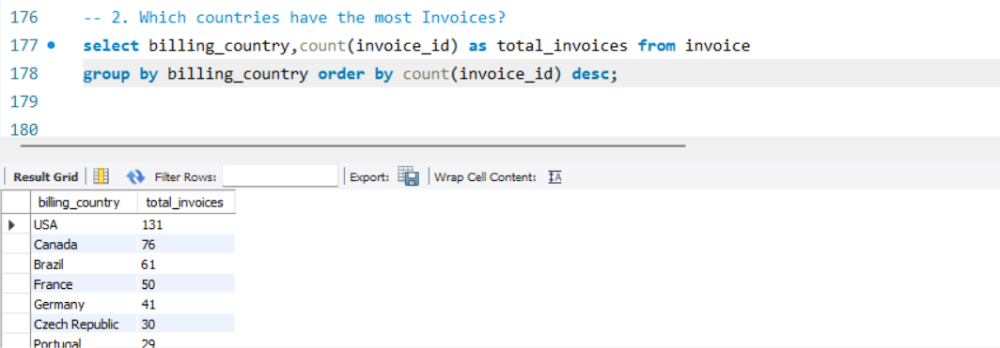 176 -- 2. Which countries have the most Invoices?
177 select billing_country,count(invoice_id) as total_invoices from invoice
178 group by billing_country order by count(invoice_id) desc;
179
180
Result Grid Filter Rows: Export: Wrap Cell Content: IA
billing_country total_invoices
USA 131
Canada 76
Brazil 61
France 50
Germany 41
Czech Republic 30
Portugal 29